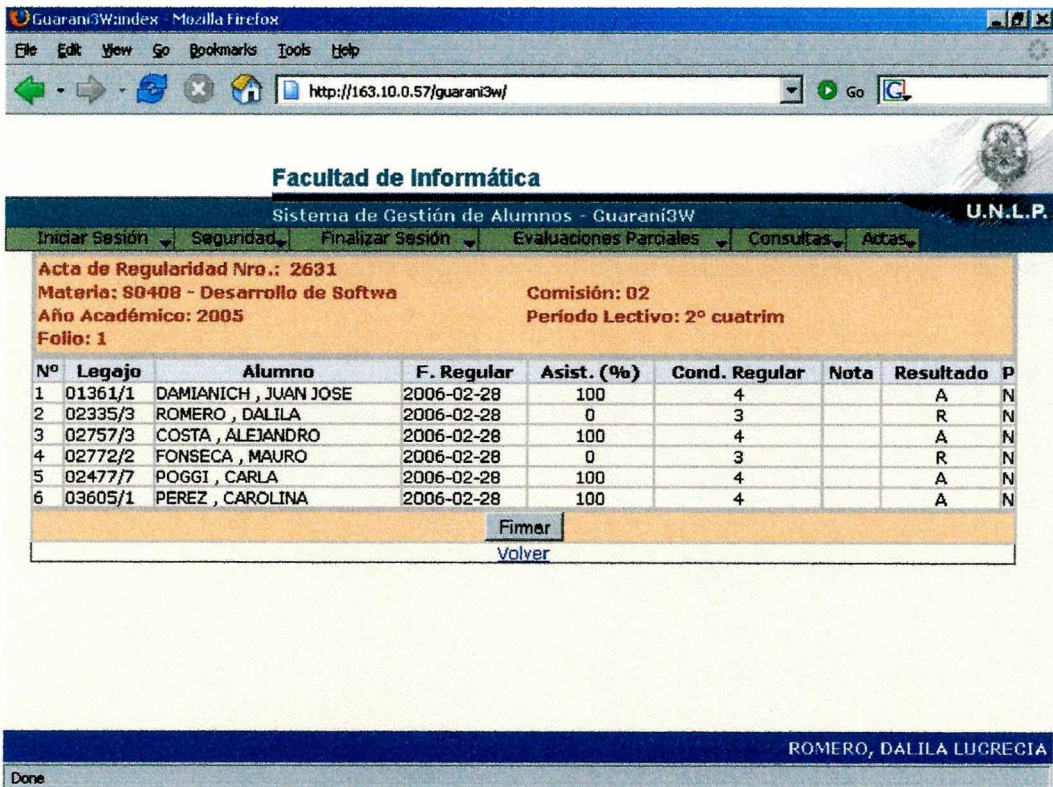 Guarani3W:index - Mozilla Firefox
File Edit View Go Bookmarks Tools Help
http://163.10.0.57/guarani3w/ Go G
Facultad de Informática
Sistema de Gestión de Alumnos - Guaraní3W U.N.L.P.
Iniciar Sesión Seguridad Finalizar Sesión Evaluaciones Parciales Consultas Actas
Acta de Regularidad Nro.: 2631
Materia: S0408 - Desarrollo de Softwa Comisión: 02
Año Académico: 2005 Período Lectivo: 2º cuatrim
Folio: 1
Nº Legajo Alumno F. Regular Asist. (%) Cond. Regular Nota Resultado P
1 01361/1 DAMIANICH , JUAN JOSE 2006-02-28 100 4 A N
2 02335/3 ROMERO , DALILA 2006-02-28 0 3 R N
3 02757/3 COSTA , ALEJANDRO 2006-02-28 100 4 A N
4 02772/2 FONSECA , MAURO 2006-02-28 0 3 R N
5 02477/7 POGGI , CARLA 2006-02-28 100 4 A N
6 03605/1 PEREZ , CAROLINA 2006-02-28 100 4 A N
Firmar
Volver
ROMERO, DALILA LUCRECIA
Done